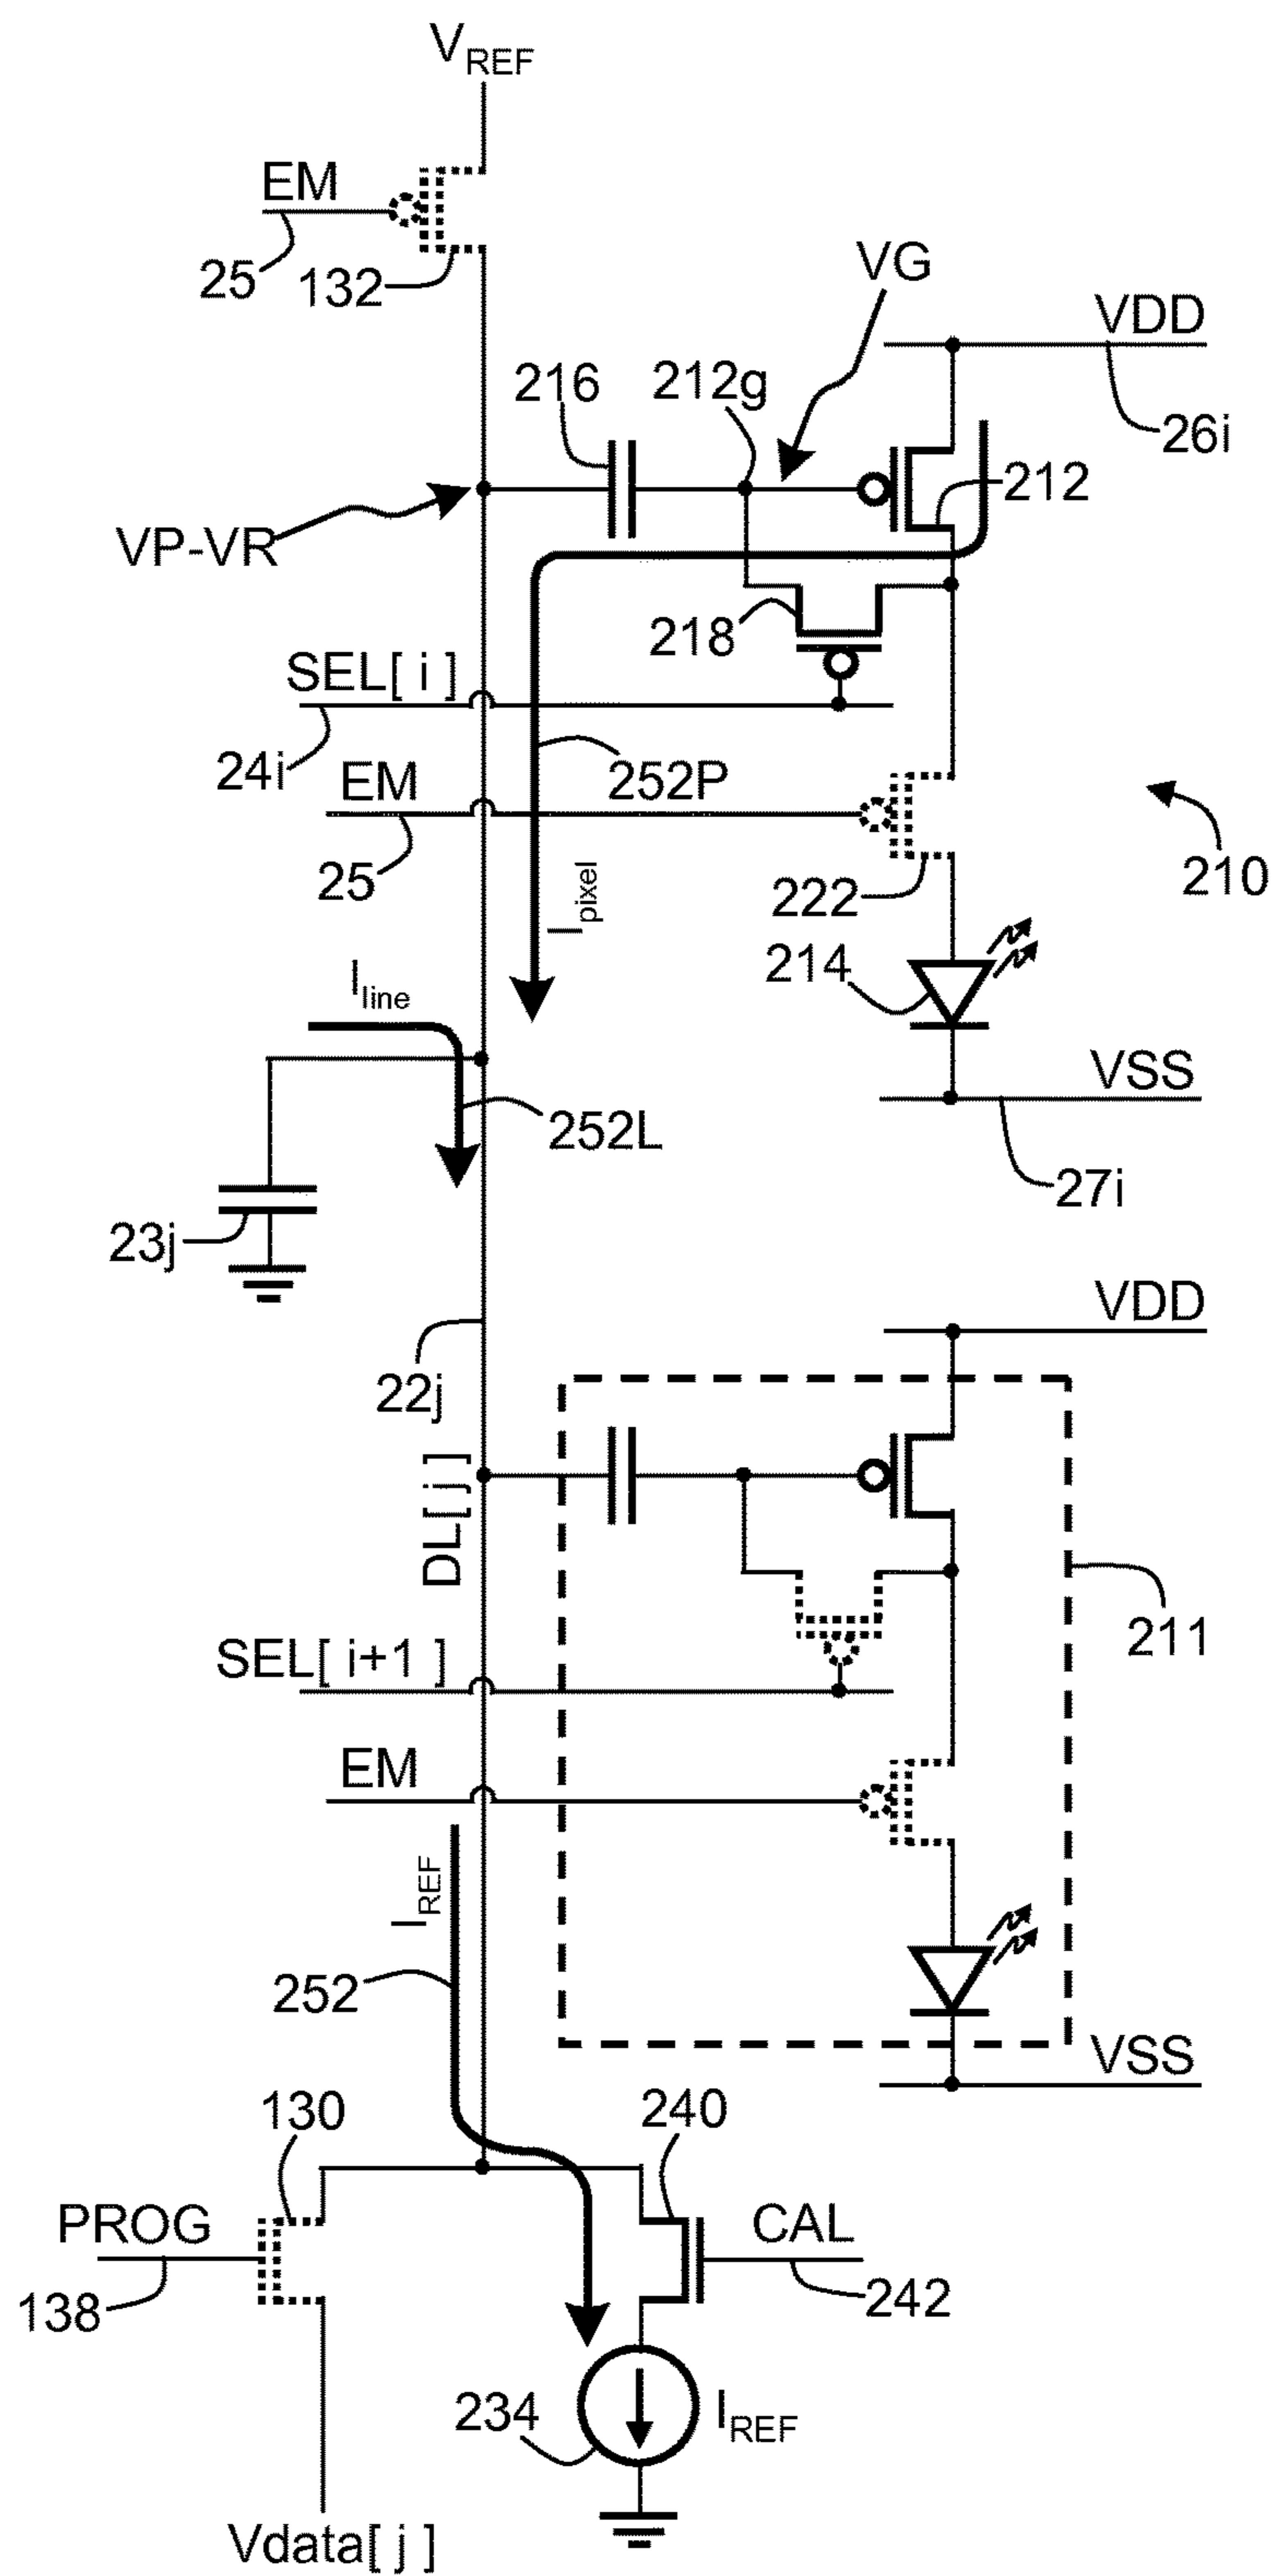 VREF
EM
25
132
VG
VDD
216
212g
26i
212
VP-VR
218
SEL[ i ]
24i
252P
EM
25
222
210
Ipixel
214
Iline
VSS
252L
27i
23j
VDD
22j
DL[ j ]
211
SEL[ i+1 ]
EM
IREF
252
VSS
130
240
PROG
CAL
138
242
234
IREF
Vdata[ j ]